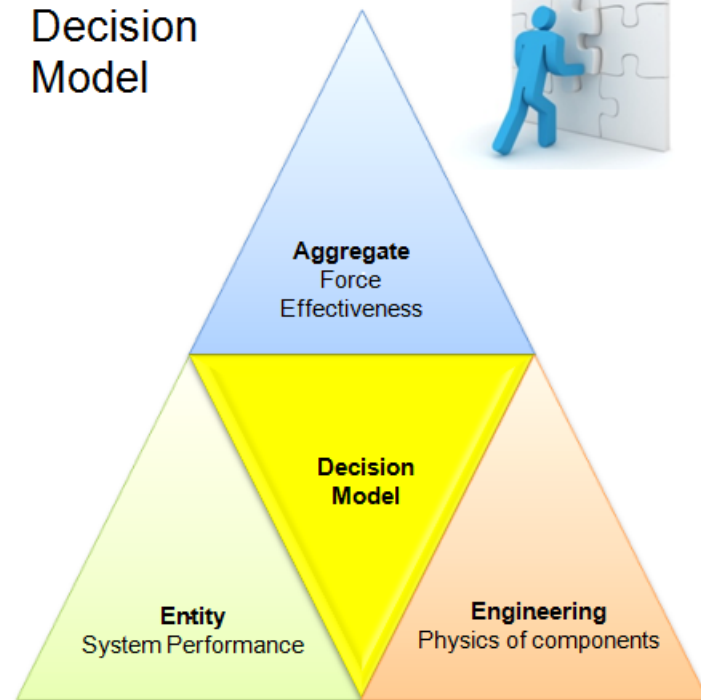 Decision
Model
Aggregate
Force
Effectiveness
Decision
Model
Entity
System Performance
Engineering
Physics of components